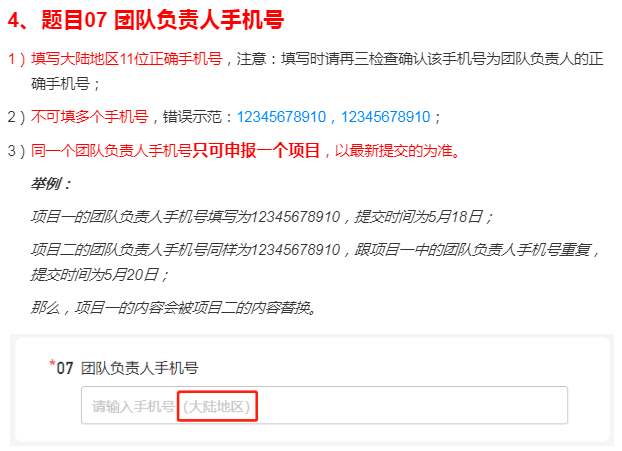 4、题目07 团队负责人手机号
1）填写大陆地区11位正确手机号，注意：填写时请再三检查确认该手机号为团队负责人的正
确手机号；
2）不可填多个手机号，错误示范：12345678910，12345678910；
3）同一个团队负责人手机号只可申报一个项目，以最新提交的为准。
举例：
项目一的团队负责人手机号填写为12345678910，提交时间为5月18日；
项目二的团队负责人手机号同样为12345678910，跟项目一中的团队负责人手机号重复，
提交时间为5月20日；
那么，项目一的内容会被项目二的内容替换。
*07 团队负责人手机号
请输入手机号（大陆地区）